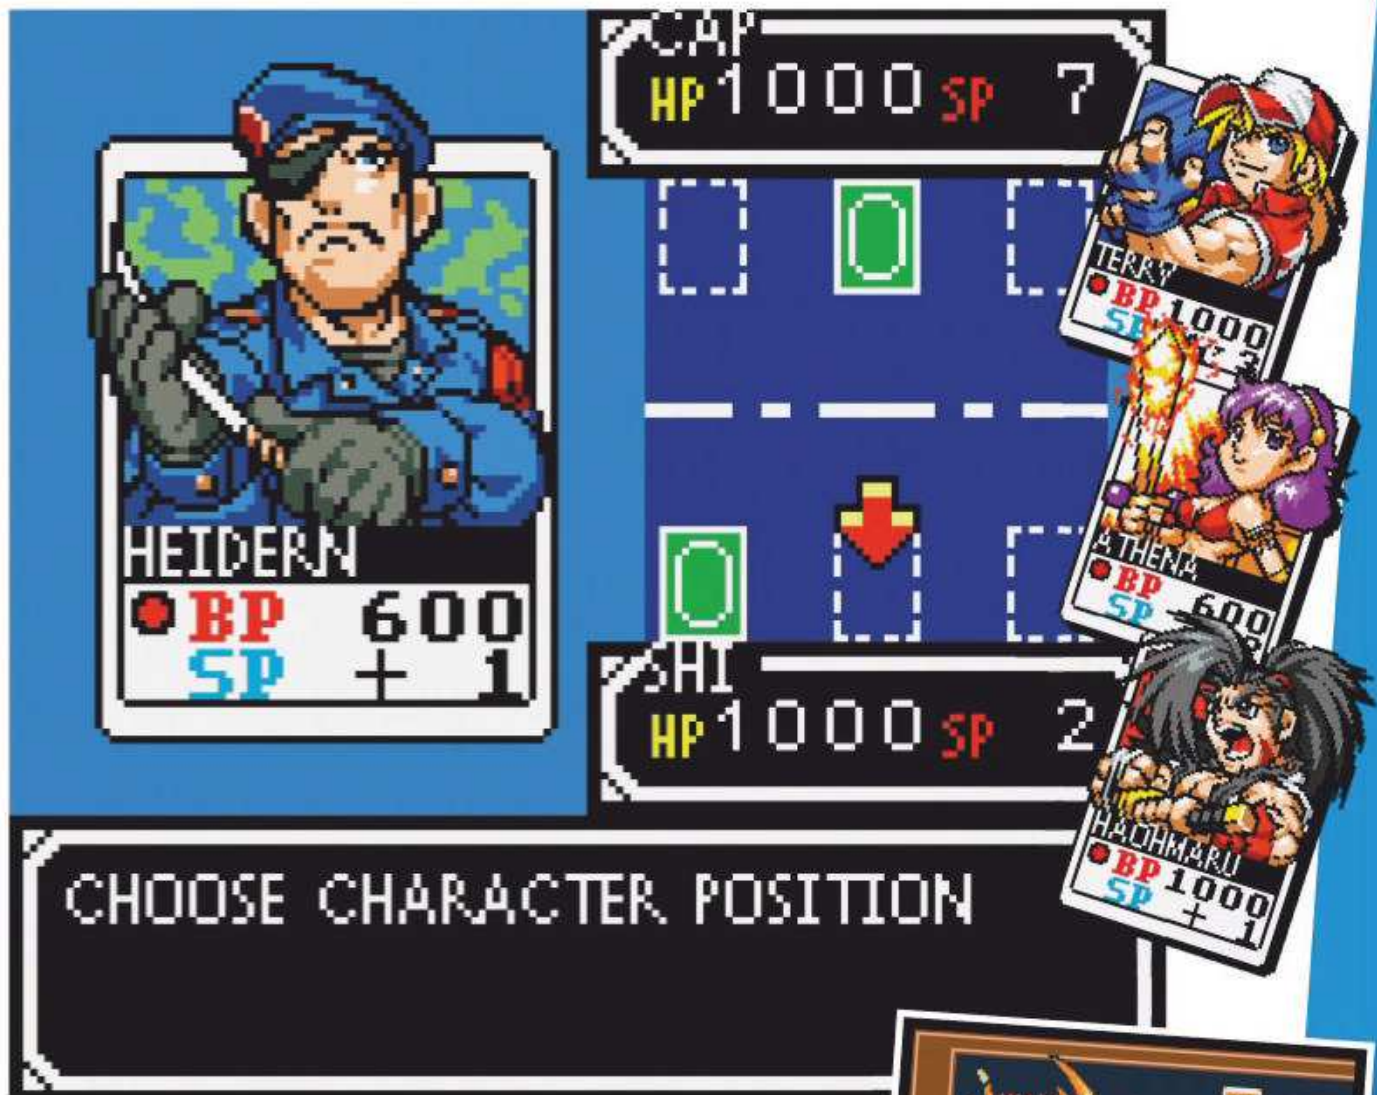 CAP
HP 1000 SP 7
TERRY
BP 1000
SP
HEIDERN
BP 600
SP + 1
ATHENA
BP 600
SP
SHI
HP 1000 SP 2
HAOHMARU
BP 1000
SP + 1
CHOOSE CHARACTER POSITION